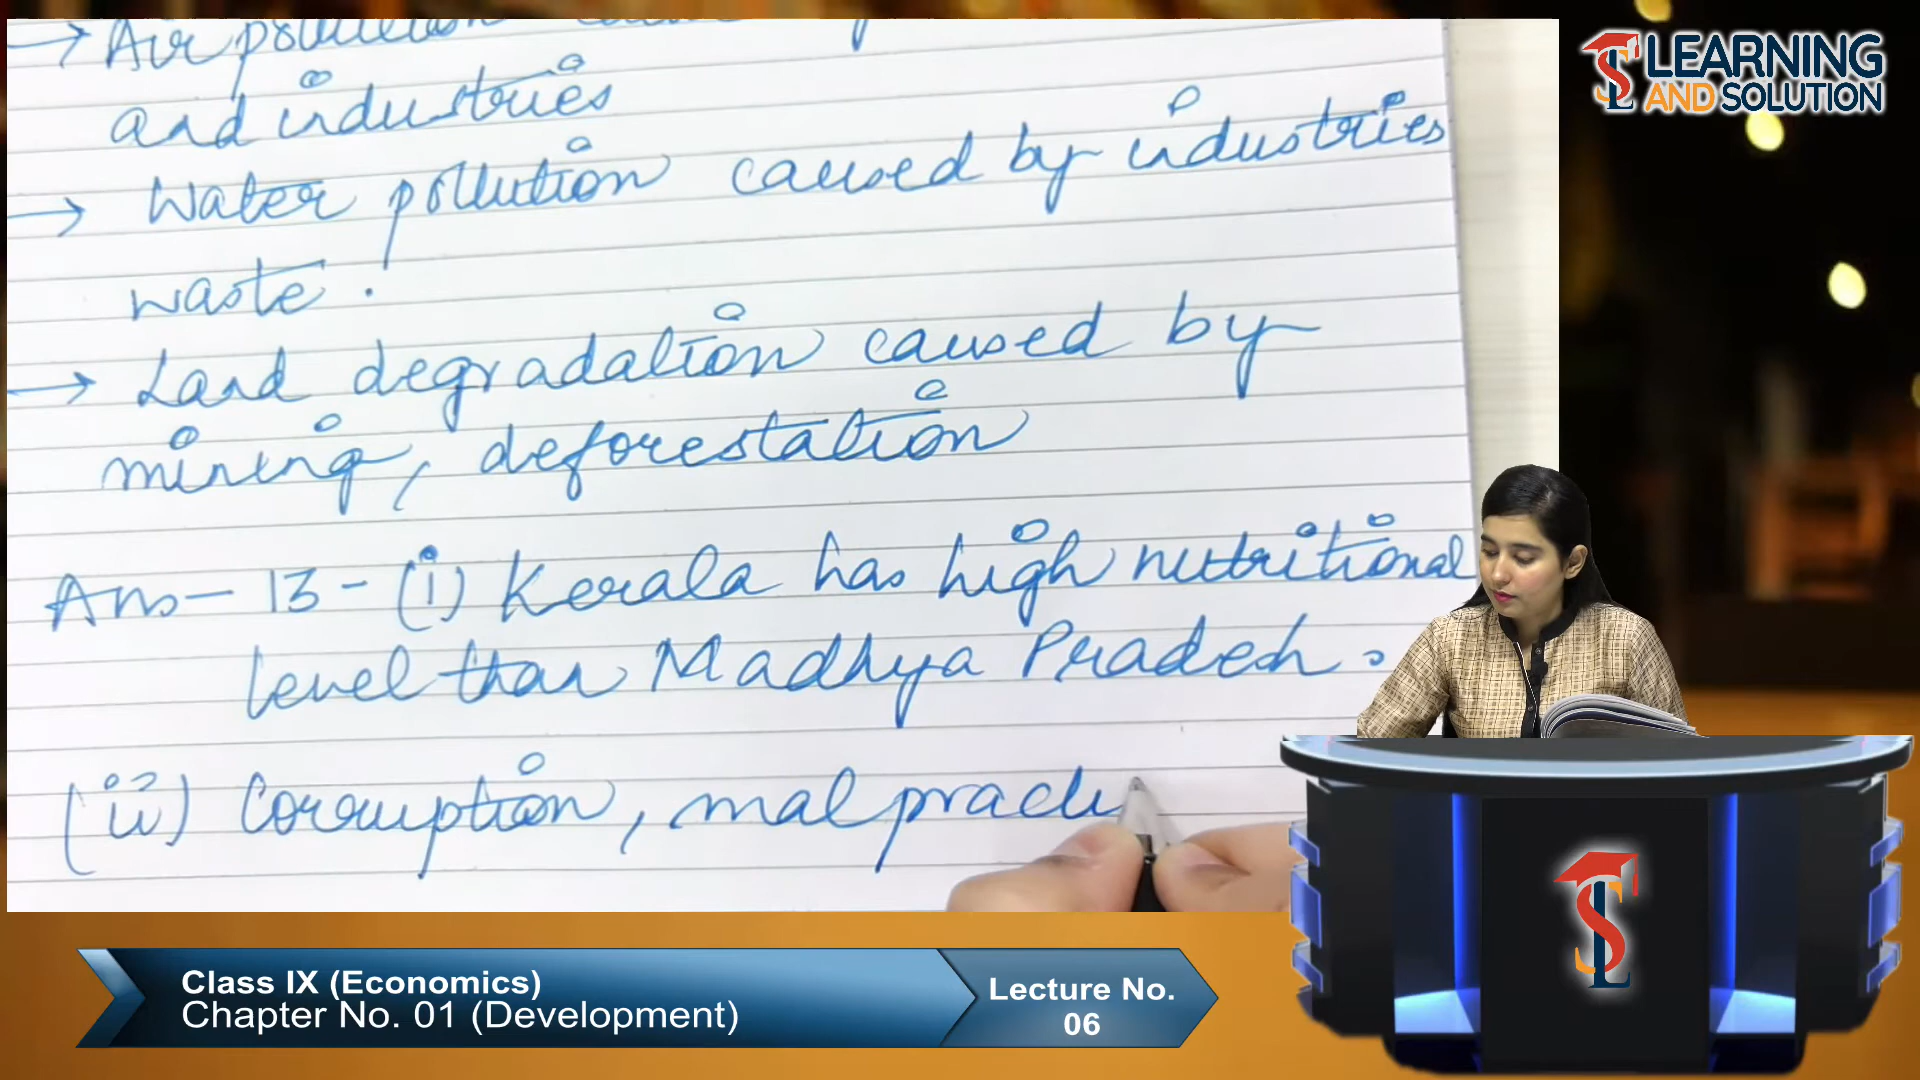 → Air pollution
and industries
→ Water pollution caused by industries
waste.
→ Land degradation caused by
mining, deforestation
Ans- 13 - (i) Kerala has high nutritional
level than Madhya Pradesh.
(ii) Corruption, malpracti
LEARNING
AND SOLUTION
Class IX (Economics)
Chapter No. 01 (Development)
Lecture No.
06